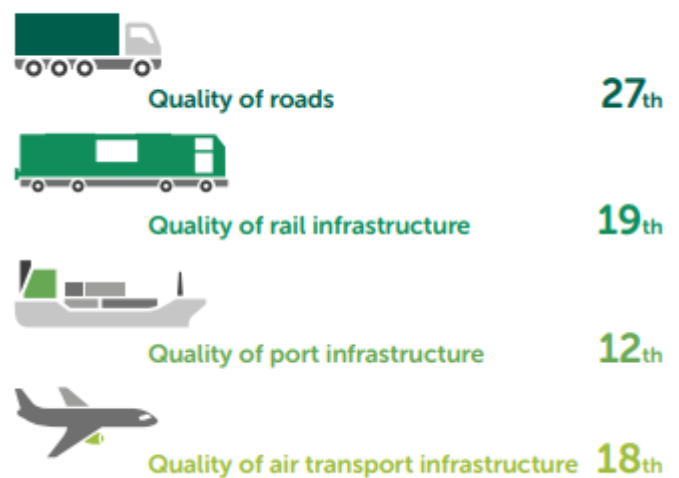 Quality of roads 27th
Quality of rail infrastructure 19th
Quality of port infrastructure 12th
Quality of air transport infrastructure 18th